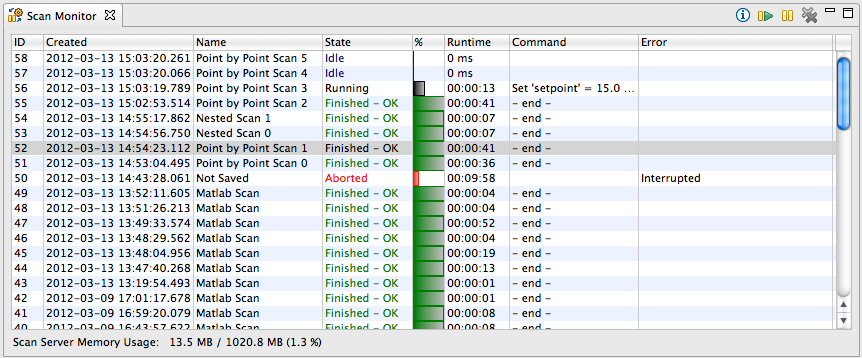 Scan Monitor
ID Created Name State % Runtime Command Error
58 2012-03-13 15:03:20.261 Point by Point Scan 5 Idle 0 ms
57 2012-03-13 15:03:20.066 Point by Point Scan 4 Idle 0 ms
56 2012-03-13 15:03:19.789 Point by Point Scan 3 Running 00:00:13 Set 'setpoint' = 15.0 ...
55 2012-03-13 15:02:53.514 Point by Point Scan 2 Finished - OK 00:00:41 - end -
54 2012-03-13 14:55:17.862 Nested Scan 1 Finished - OK 00:00:07 - end -
53 2012-03-13 14:54:56.750 Nested Scan 0 Finished - OK 00:00:07 - end -
52 2012-03-13 14:54:23.112 Point by Point Scan 1 Finished - OK 00:00:41 - end -
51 2012-03-13 14:53:04.495 Point by Point Scan 0 Finished - OK 00:00:36 - end -
50 2012-03-13 14:43:28.061 Not Saved Aborted 00:09:58 Interrupted
49 2012-03-13 13:52:11.605 Matlab Scan Finished - OK 00:00:04 - end -
48 2012-03-13 13:51:26.213 Matlab Scan Finished - OK 00:00:04 - end -
47 2012-03-13 13:49:33.574 Matlab Scan Finished - OK 00:00:52 - end -
46 2012-03-13 13:48:29.562 Matlab Scan Finished - OK 00:00:04 - end -
45 2012-03-13 13:48:04.956 Matlab Scan Finished - OK 00:00:19 - end -
44 2012-03-13 13:47:40.268 Matlab Scan Finished - OK 00:00:13 - end -
43 2012-03-13 13:19:54.493 Matlab Scan Finished - OK 00:00:01 - end -
42 2012-03-09 17:01:17.678 Matlab Scan Finished - OK 00:00:01 - end -
41 2012-03-09 16:59:20.079 Matlab Scan Finished - OK 00:00:08 - end -
40 2012-03-09 16:43:57.622 Matlab Scan Finished - OK 00:00:08 - end -
Scan Server Memory Usage: 13.5 MB / 1020.8 MB (1.3 %)